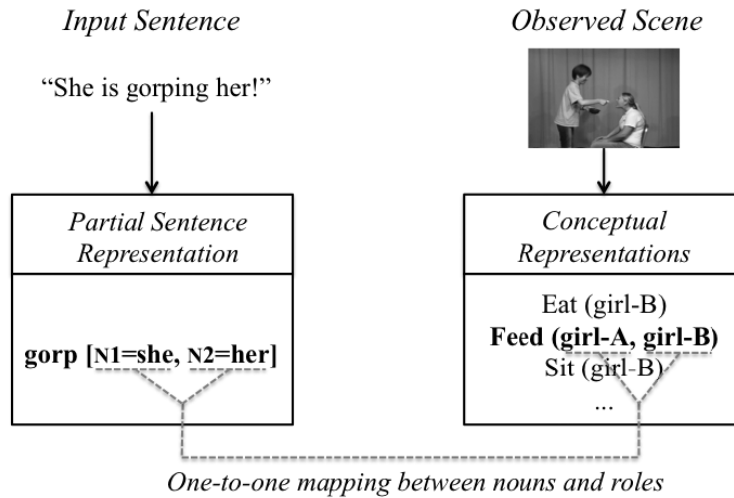 Input Sentence
Observed Scene
“She is gorping her!”
Partial Sentence
Representation
gorp [N1=she, N2=her]
Conceptual
Representations
Eat (girl-B)
Feed (girl-A, girl-B)
Sit (girl-B)
...
One-to-one mapping between nouns and roles